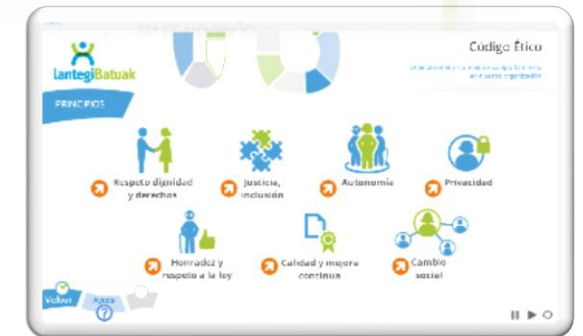 lantegiBatuak
Código Ético
PRINCIPIOS
Respeto dignidad
y derechos
Justicia,
inclusión
Autonomía
Privacidad
Honradez y
respeto a la ley
Calidad y mejora
continua
Cambio
social
Volver
Ayuda